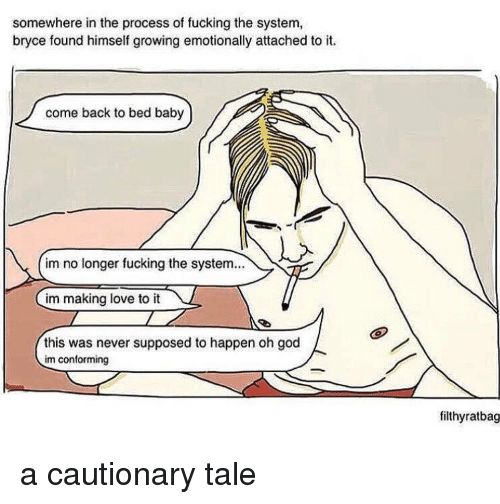 somewhere in the process of fucking the system,
bryce found himself growing emotionally attached to it.
come back to bed baby
im no longer fucking the system...
im making love to it
this was never supposed to happen oh god
im conforming
filthyratbag
a cautionary tale